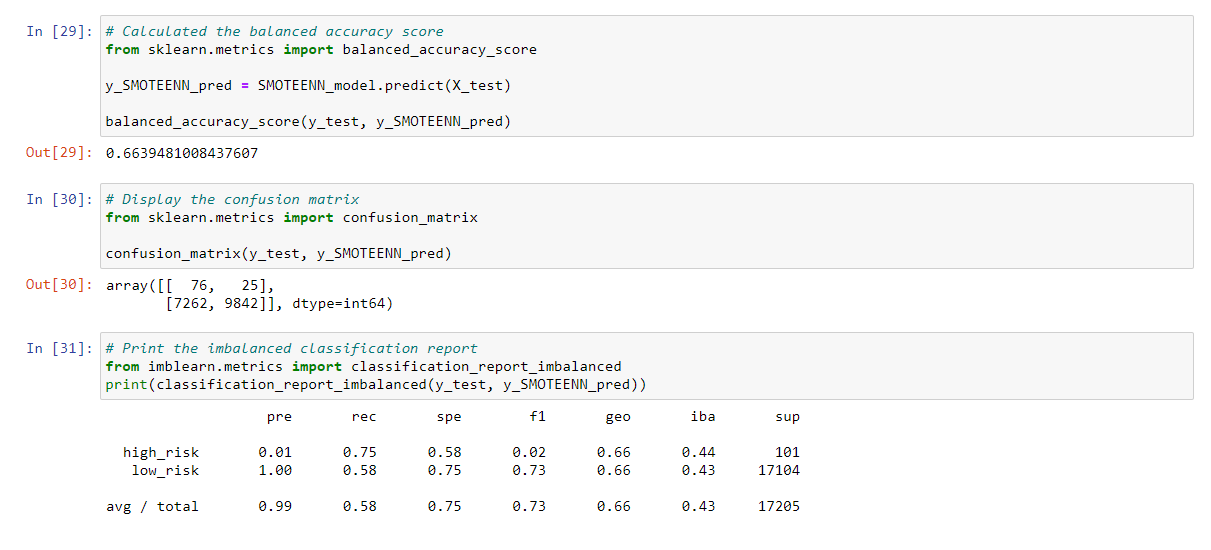 In [29]: # Calculated the balanced accuracy score
from sklearn.metrics import balanced_accuracy_score
y_SMOTEENN_pred = SMOTEENN_model.predict(X_test)
balanced_accuracy_score(y_test, y_SMOTEENN_pred)
Out[29]: 0.6639481008437607
In [30]: # Display the confusion matrix
from sklearn.metrics import confusion_matrix
confusion_matrix(y_test, y_SMOTEENN_pred)
Out[30]: array([[  76,   25],
       [7262, 9842]], dtype=int64)
In [31]: # Print the imbalanced classification report
from imblearn.metrics import classification_report_imbalanced
print(classification_report_imbalanced(y_test, y_SMOTEENN_pred))
pre rec spe f1 geo iba sup
high_risk 0.01 0.75 0.58 0.02 0.66 0.44 101
low_risk 1.00 0.58 0.75 0.73 0.66 0.43 17104
avg / total 0.99 0.58 0.75 0.73 0.66 0.43 17205